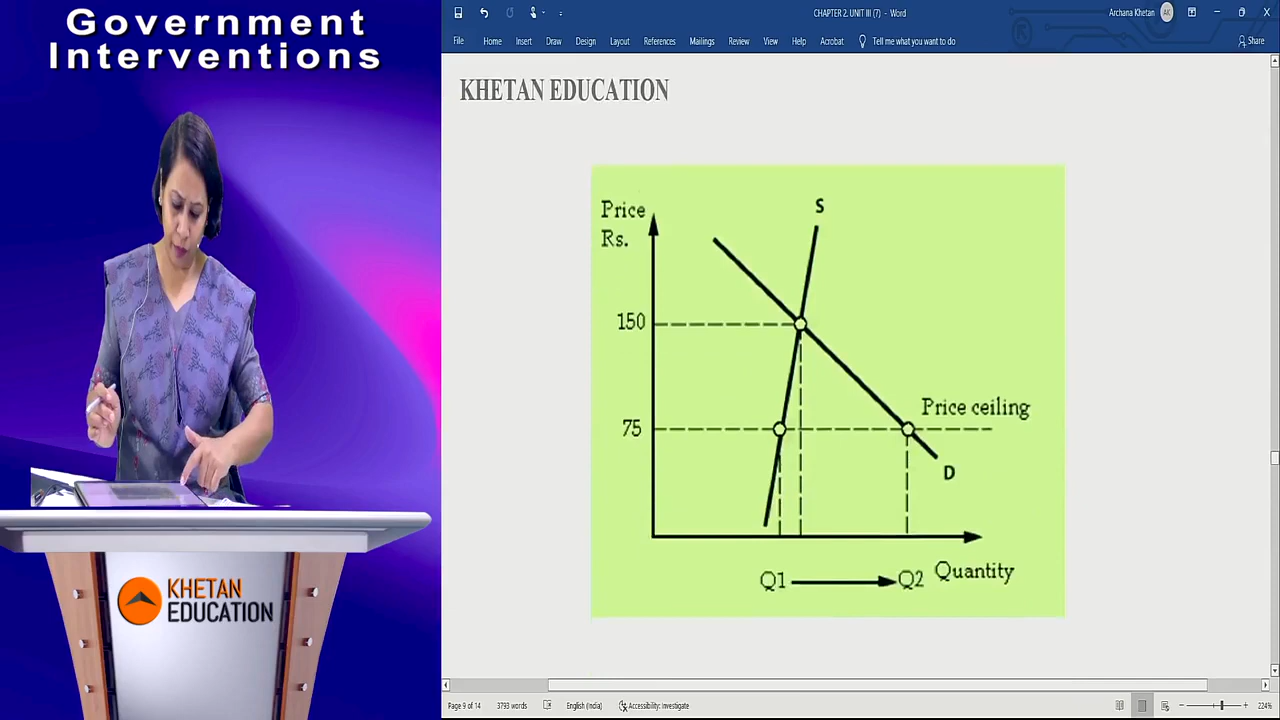 Government
Interventions
CHAPTER 2. UNIT III (7) - Word
Archana Khetan
AK
File
Home
Insert
Draw
Design
Layout
References
Mailings
Review
View
Help
Acrobat
Tell me what you want to do
Share
KHETAN EDUCATION
Price
Rs.
S
150
75
Price ceiling
D
Q1
Q2
Quantity
KHETAN
EDUCATION
Page 9 of 14
3793 words
English (India)
Accessibility: Investigate
224%